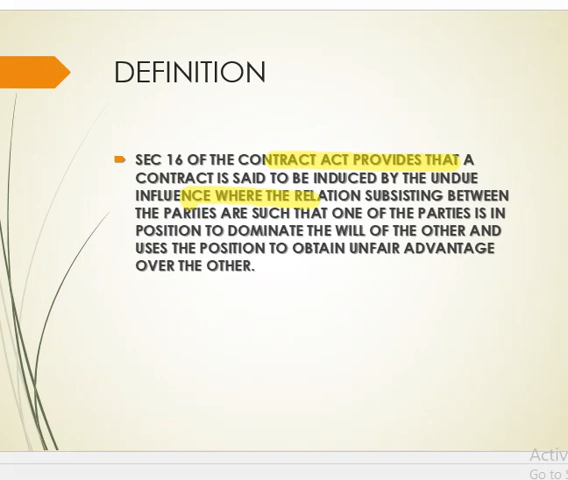 DEFINITION
SEC 16 OF THE CONTRACT ACT PROVIDES THAT A
CONTRACT IS SAID TO BE INDUCED BY THE UNDUE
INFLUENCE WHERE THE RELATION SUBSISTING BETWEEN
THE PARTIES ARE SUCH THAT ONE OF THE PARTIES IS IN
POSITION TO DOMINATE THE WILL OF THE OTHER AND
USES THE POSITION TO OBTAIN UNFAIR ADVANTAGE
OVER THE OTHER.
Activ
Go to S